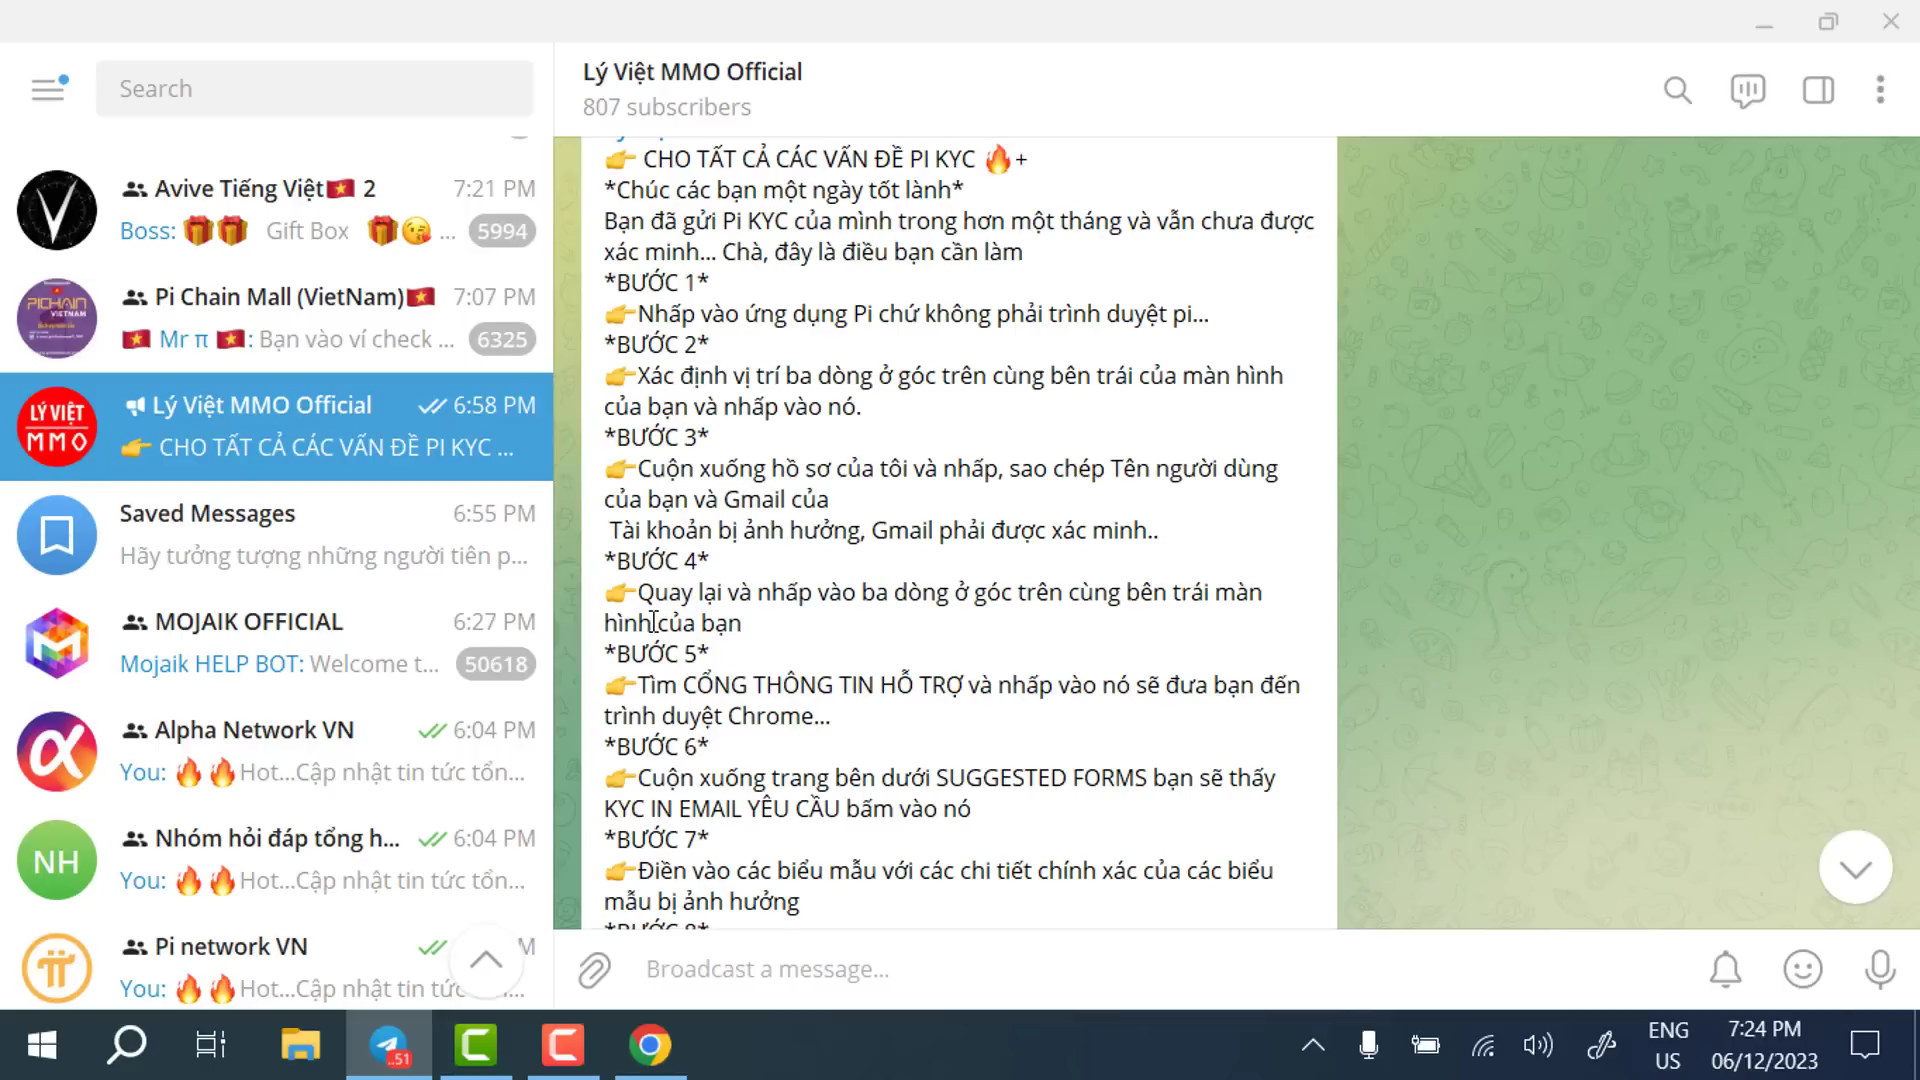 Search
Avive Tiếng Việt🇻🇳 2
7:21 PM
Boss: 🎁🎁 Gift Box 🎁😘 ...
5994
PICHAIN
VIETNAM
Pi Chain Mall (VietNam)🇻🇳
7:07 PM
🇻🇳 Mr π 🇻🇳: Bạn vào ví check ...
6325
LÝ VIỆT
MMO
Lý Việt MMO Official
6:58 PM
👉 CHO TẤT CẢ CÁC VẤN ĐỀ PI KYC ...
Saved Messages
6:55 PM
Hãy tưởng tượng những người tiên p...
MOJAIK OFFICIAL
6:27 PM
Mojaik HELP BOT: Welcome t...
50618
Alpha Network VN
6:04 PM
You: 🔥🔥Hot...Cập nhật tin tức tổn...
NH
Nhóm hỏi đáp tổng h...
6:04 PM
You: 🔥🔥Hot...Cập nhật tin tức tổn...
Pi network VN
M
You: 🔥🔥Hot...Cập nhật tin tức
Lý Việt MMO Official
807 subscribers
👉 CHO TẤT CẢ CÁC VẤN ĐỀ PI KYC 🔥+
*Chúc các bạn một ngày tốt lành*
Bạn đã gửi Pi KYC của mình trong hơn một tháng và vẫn chưa được
xác minh... Chà, đây là điều bạn cần làm
*BƯỚC 1*
👉Nhấp vào ứng dụng Pi chứ không phải trình duyệt pi...
*BƯỚC 2*
👉Xác định vị trí ba dòng ở góc trên cùng bên trái của màn hình
của bạn và nhấp vào nó.
*BƯỚC 3*
👉Cuộn xuống hồ sơ của tôi và nhấp, sao chép Tên người dùng
của bạn và Gmail của
Tài khoản bị ảnh hưởng, Gmail phải được xác minh..
*BƯỚC 4*
👉Quay lại và nhấp vào ba dòng ở góc trên cùng bên trái màn
hình của bạn
*BƯỚC 5*
👉Tìm CỔNG THÔNG TIN HỖ TRỢ và nhấp vào nó sẽ đưa bạn đến
trình duyệt Chrome...
*BƯỚC 6*
👉Cuộn xuống trang bên dưới SUGGESTED FORMS bạn sẽ thấy
KYC IN EMAIL YÊU CẦU bấm vào nó
*BƯỚC 7*
👉Điền vào các biểu mẫu với các chi tiết chính xác của các biểu
mẫu bị ảnh hưởng
*BƯỚC 8*
Broadcast a message...
..51
ENG
US
7:24 PM
06/12/2023